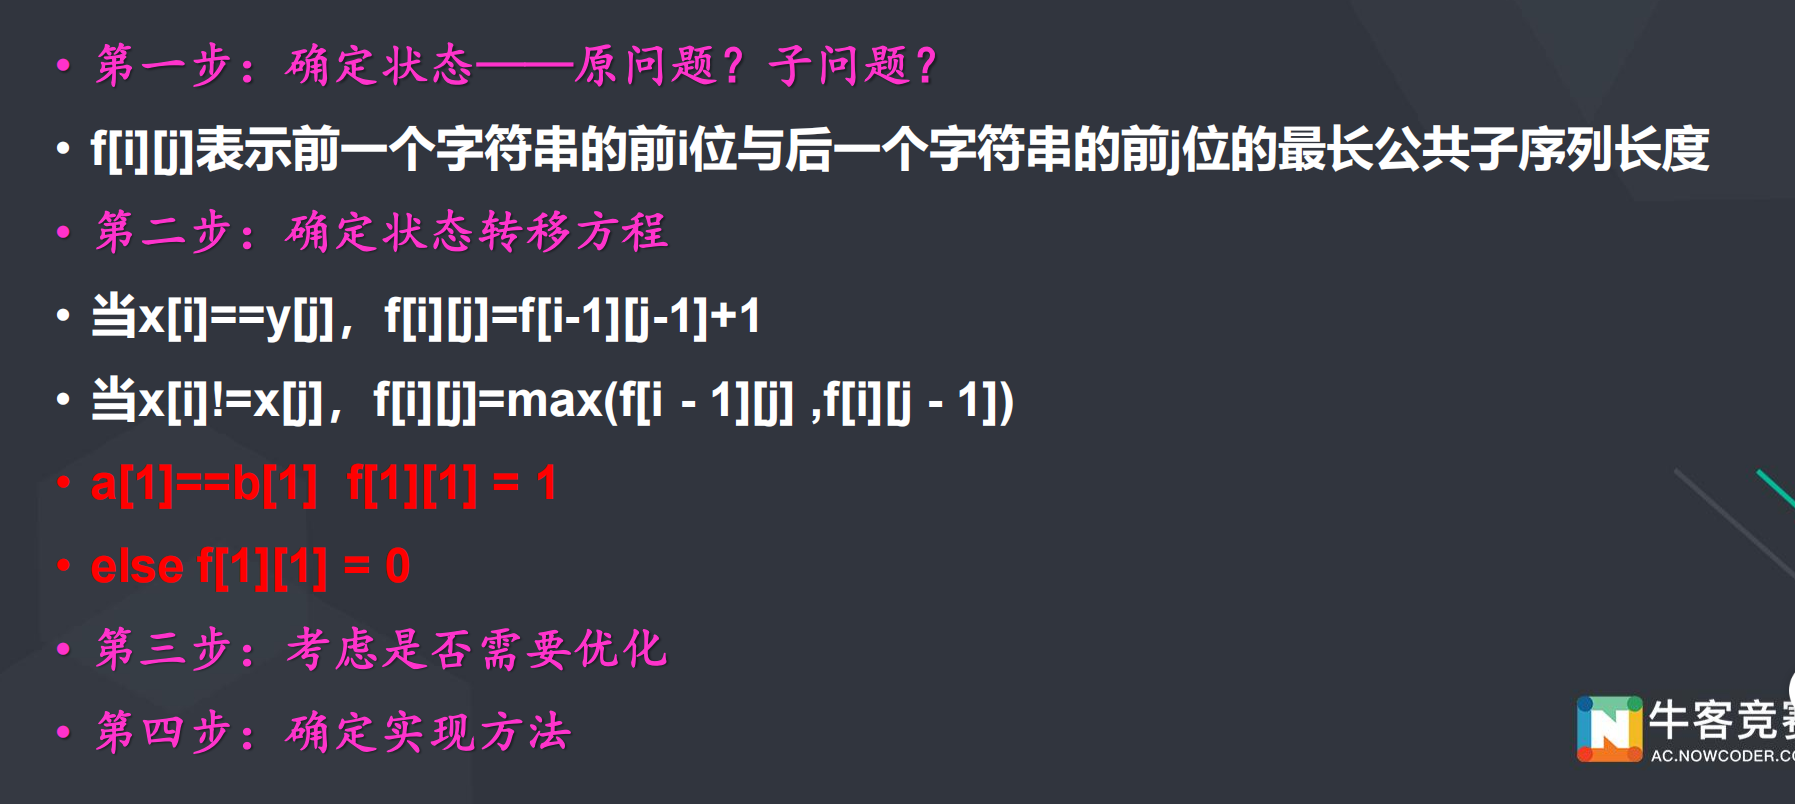 • 第一步：确定状态——原问题？子问题？
• f[i][j]表示前一个字符串的前i位与后一个字符串的前j位的最长公共子序列长度
• 第二步：确定状态转移方程
• 当x[i]==y[j]，f[i][j]=f[i-1][j-1]+1
• 当x[i]!=x[j]，f[i][j]=max(f[i - 1][j] ,f[i][j - 1])
• a[1]==b[1]  f[1][1] = 1
• else f[1][1] = 0
• 第三步：考虑是否需要优化
• 第四步：确定实现方法
牛客竞
AC.NOWCODER.C